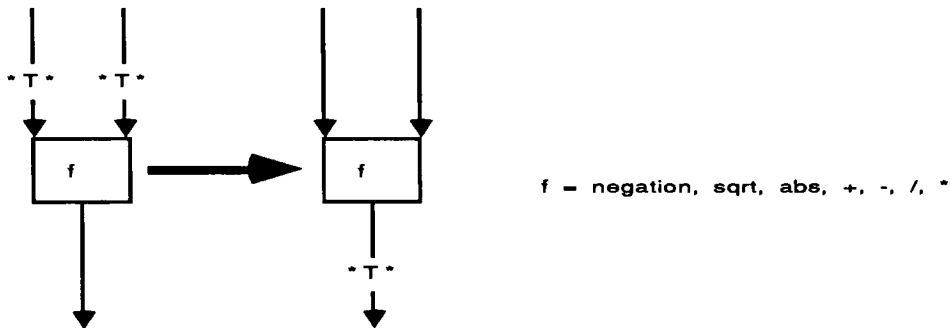 * T * * T *
f
f
f = negation, sqrt, abs, +, -, /, *
* T *